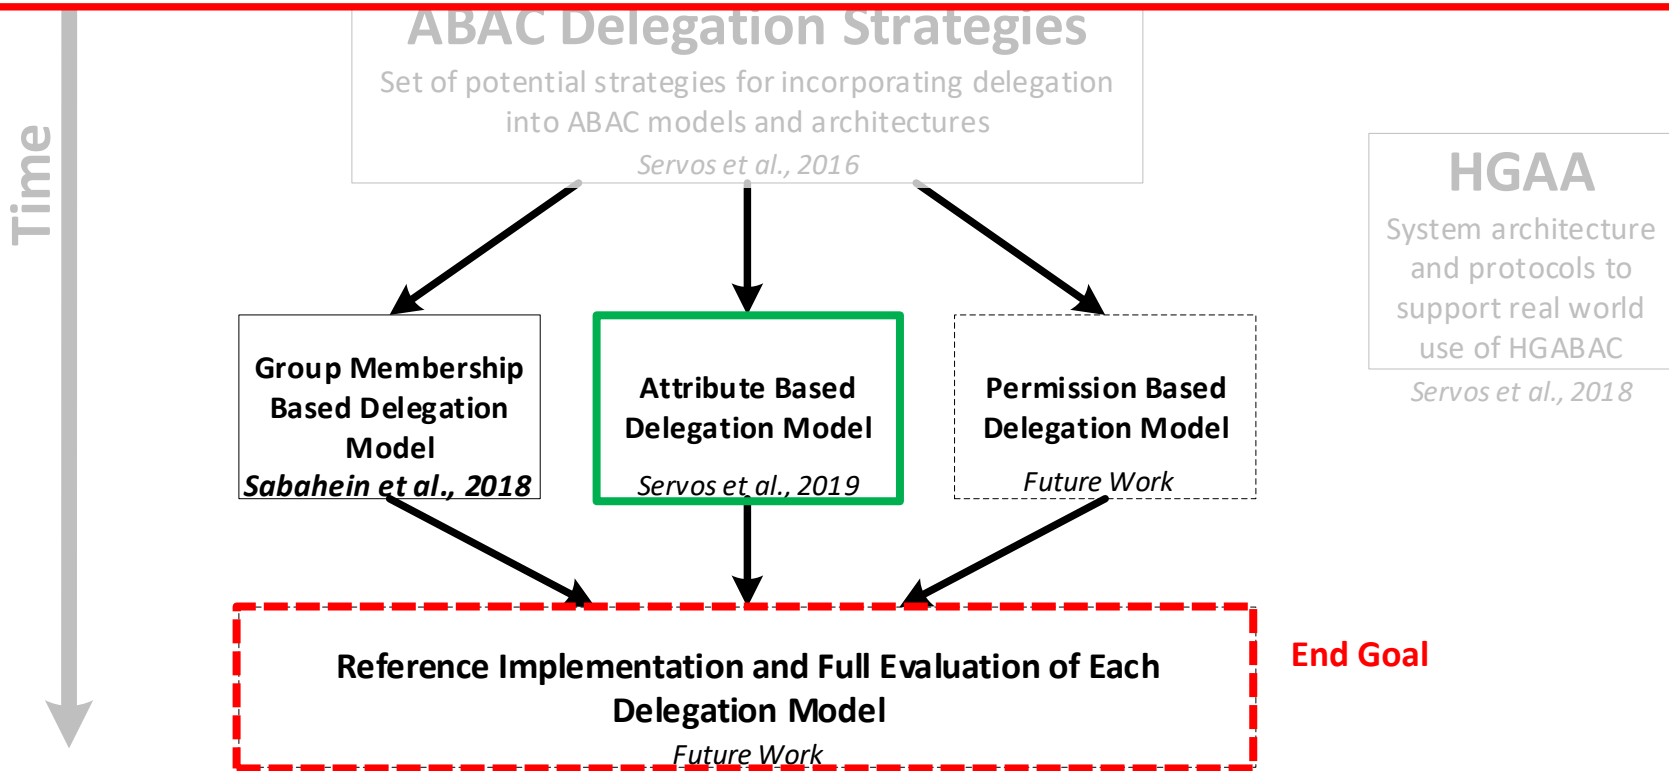 ABAC Delegation Strategies
Set of potential strategies for incorporating delegation
into ABAC models and architectures
Servos et al., 2016
Time
HGAA
System architecture
and protocols to
support real world
use of HGABAC
Servos et al., 2018
Group Membership
Based Delegation
Model
Sabahein et al., 2018
Attribute Based
Delegation Model
Servos et al., 2019
Permission Based
Delegation Model
Future Work
Reference Implementation and Full Evaluation of Each
Delegation Model
Future Work
End Goal